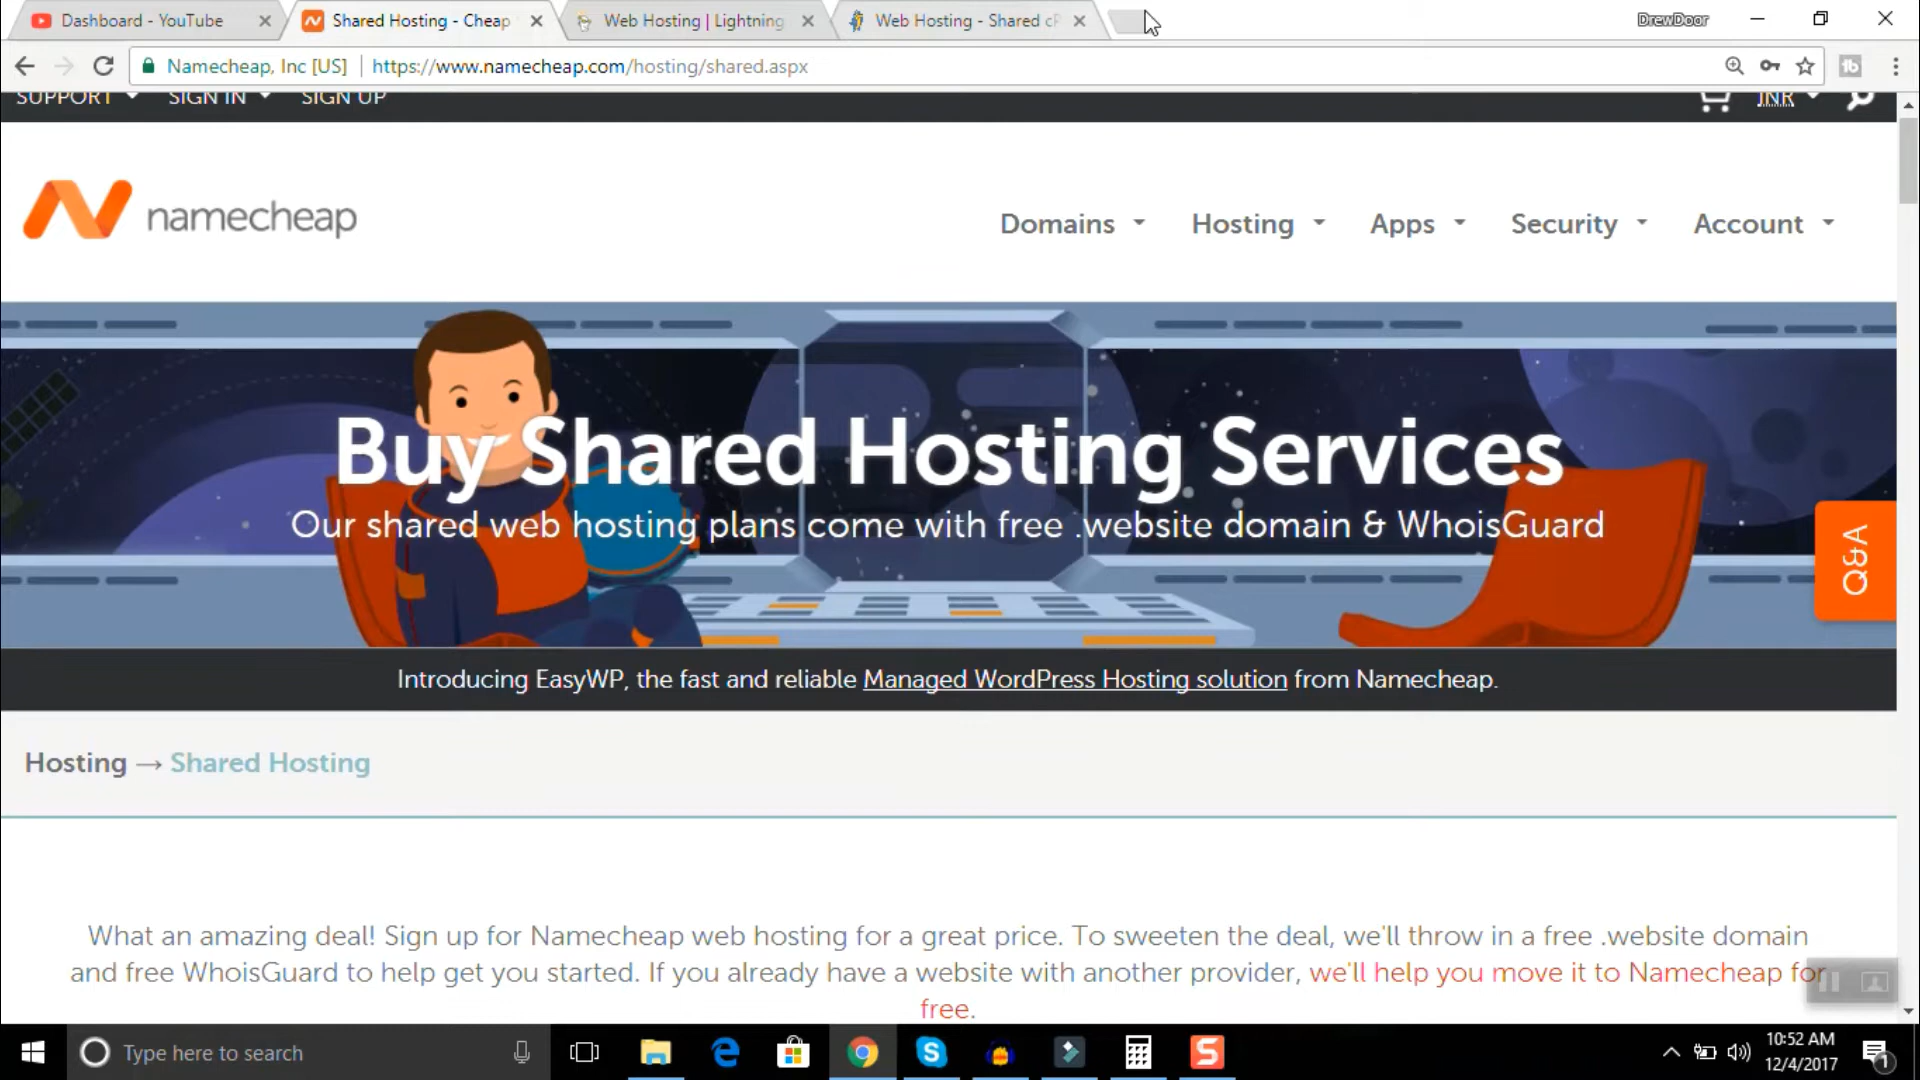 Dashboard - YouTube
Shared Hosting - Cheap
Web Hosting | Lightning
Web Hosting - Shared cP
DrewDoor
Namecheap, Inc [US] https://www.namecheap.com/hosting/shared.aspx
SUPPORT SIGN IN SIGN UP INR
namecheap
Domains Hosting Apps Security Account
Buy Shared Hosting Services
Our shared web hosting plans come with free .website domain & WhoisGuard
Q&A
Introducing EasyWP, the fast and reliable Managed WordPress Hosting solution from Namecheap.
Hosting → Shared Hosting
What an amazing deal! Sign up for Namecheap web hosting for a great price. To sweeten the deal, we'll throw in a free .website domain
and free WhoisGuard to help get you started. If you already have a website with another provider, we'll help you move it to Namecheap for
free.
Type here to search
10:52 AM
12/4/2017
1